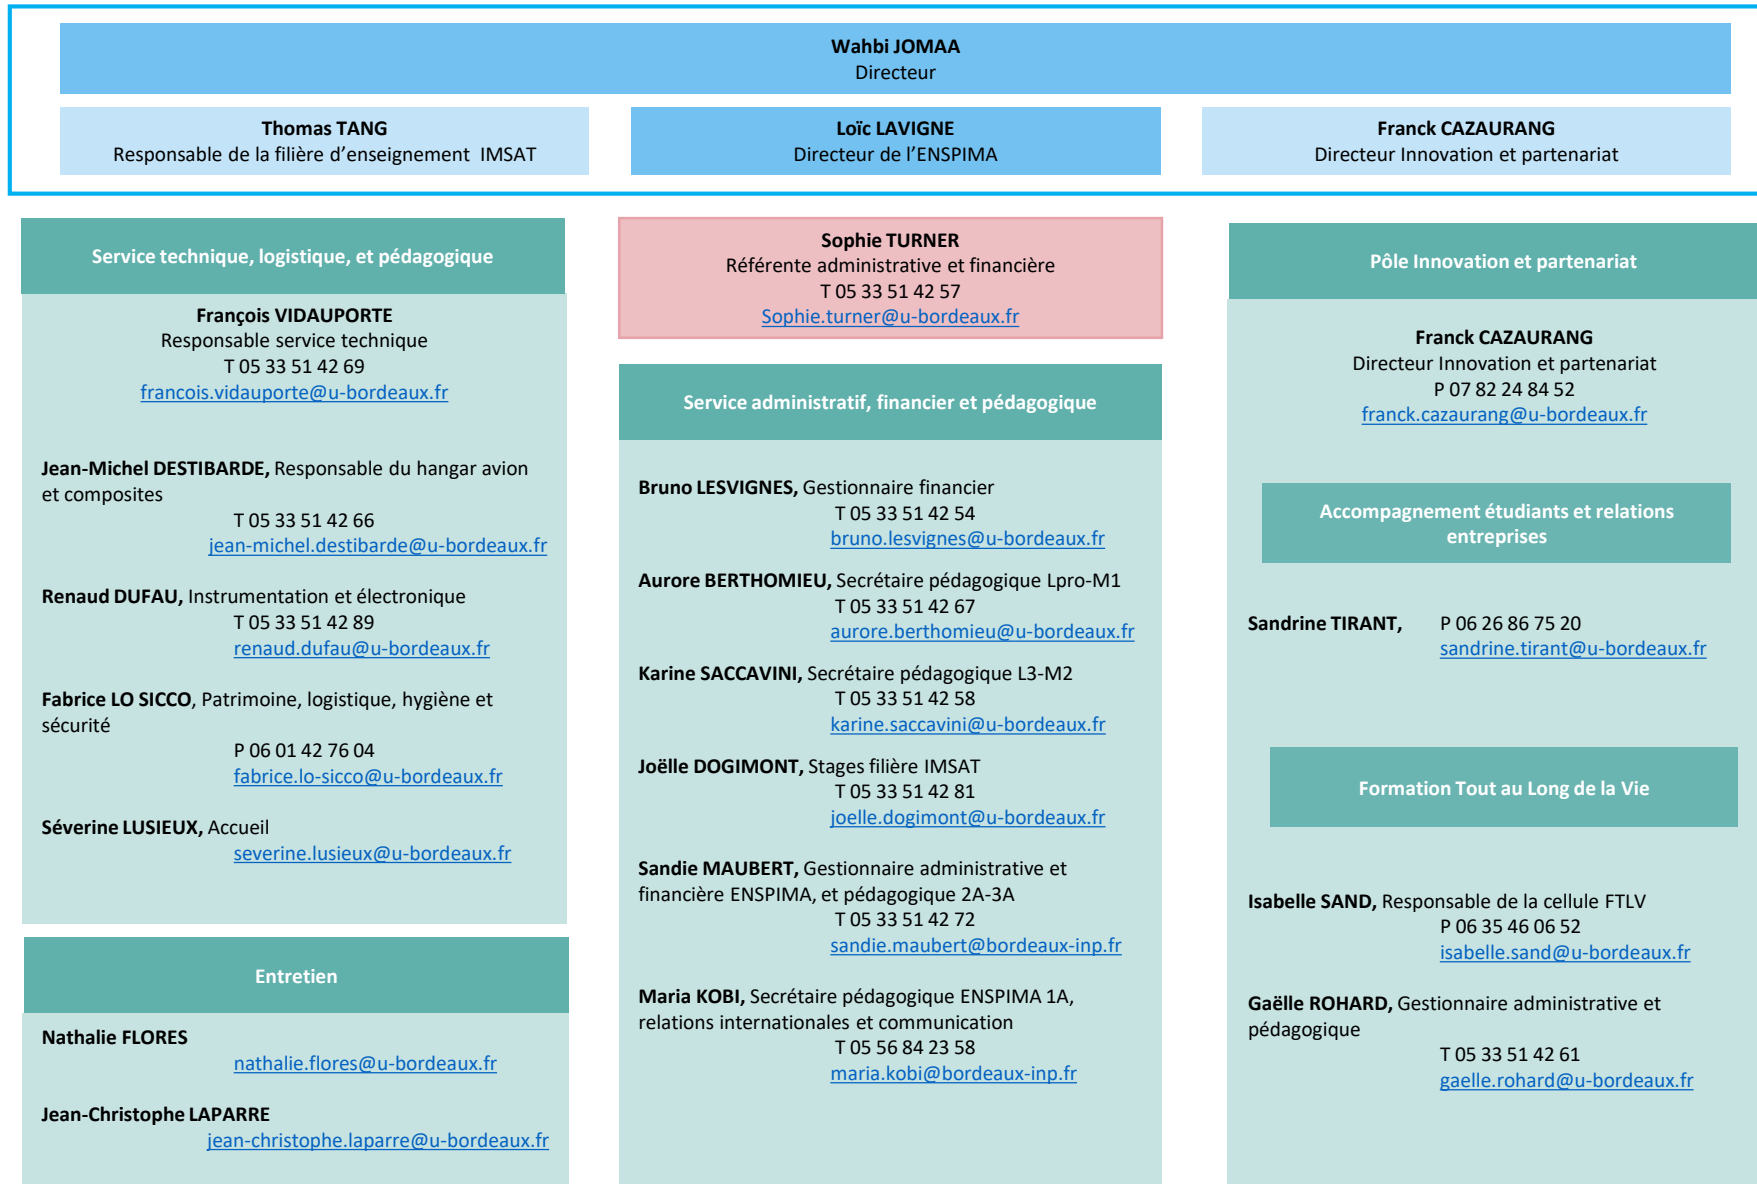 Wahbi JOMAA
Directeur
Thomas TANG
Responsable de la filière d’enseignement IMSAT
Loïc LAVIGNE
Directeur de l’ENSPIMA
Franck CAZAURANG
Directeur Innovation et partenariat
Service technique, logistique, et pédagogique
François VIDAUPORTE
Responsable service technique
T 05 33 51 42 69
francois.vidauporte@u-bordeaux.fr
Jean-Michel DESTIBARDE, Responsable du hangar avion
et composites
T 05 33 51 42 66
jean-michel.destibarde@u-bordeaux.fr
Renaud DUFAU, Instrumentation et électronique
T 05 33 51 42 89
renaud.dufau@u-bordeaux.fr
Fabrice LO SICCO, Patrimoine, logistique, hygiène et
sécurité
P 06 01 42 76 04
fabrice.lo-sicco@u-bordeaux.fr
Séverine LUSIEUX, Accueil
severine.lusieux@u-bordeaux.fr
Entretien
Nathalie FLORES
nathalie.flores@u-bordeaux.fr
Jean-Christophe LAPARRE
jean-christophe.laparre@u-bordeaux.fr
Sophie TURNER
Référente administrative et financière
T 05 33 51 42 57
Sophie.turner@u-bordeaux.fr
Service administratif, financier et pédagogique
Bruno LESVIGNES, Gestionnaire financier
T 05 33 51 42 54
bruno.lesvignes@u-bordeaux.fr
Aurore BERTHOMIEU, Secrétaire pédagogique Lpro-M1
T 05 33 51 42 67
aurore.berthomieu@u-bordeaux.fr
Karine SACCAVINI, Secrétaire pédagogique L3-M2
T 05 33 51 42 58
karine.saccavini@u-bordeaux.fr
Joëlle DOGIMONT, Stages filière IMSAT
T 05 33 51 42 81
joelle.dogimont@u-bordeaux.fr
Sandie MAUBERT, Gestionnaire administrative et
financière ENSPIMA, et pédagogique 2A-3A
T 05 33 51 42 72
sandie.maubert@bordeaux-inp.fr
Maria KOBI, Secrétaire pédagogique ENSPIMA 1A,
relations internationales et communication
T 05 56 84 23 58
maria.kobi@bordeaux-inp.fr
Pôle Innovation et partenariat
Franck CAZAURANG
Directeur Innovation et partenariat
P 07 82 24 84 52
franck.cazaurang@u-bordeaux.fr
Accompagnement étudiants et relations
entreprises
Sandrine TIRANT, P 06 26 86 75 20
sandrine.tirant@u-bordeaux.fr
Formation Tout au Long de la Vie
Isabelle SAND, Responsable de la cellule FTLV
P 06 35 46 06 52
isabelle.sand@u-bordeaux.fr
Gaëlle ROHARD, Gestionnaire administrative et
pédagogique
T 05 33 51 42 61
gaelle.rohard@u-bordeaux.fr